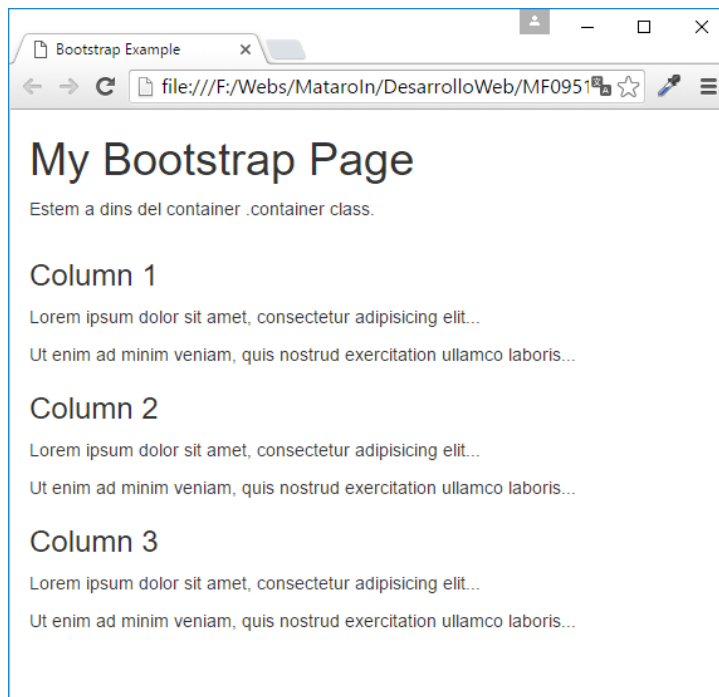 Bootstrap Example
file:///F:/Webs/MataroIn/DesarrolloWeb/MF0951
My Bootstrap Page
Estem a dins del container .container class.
Column 1
Lorem ipsum dolor sit amet, consectetur adipisicing elit...
Ut enim ad minim veniam, quis nostrud exercitation ullamco laboris...
Column 2
Lorem ipsum dolor sit amet, consectetur adipisicing elit...
Ut enim ad minim veniam, quis nostrud exercitation ullamco laboris...
Column 3
Lorem ipsum dolor sit amet, consectetur adipisicing elit...
Ut enim ad minim veniam, quis nostrud exercitation ullamco laboris...